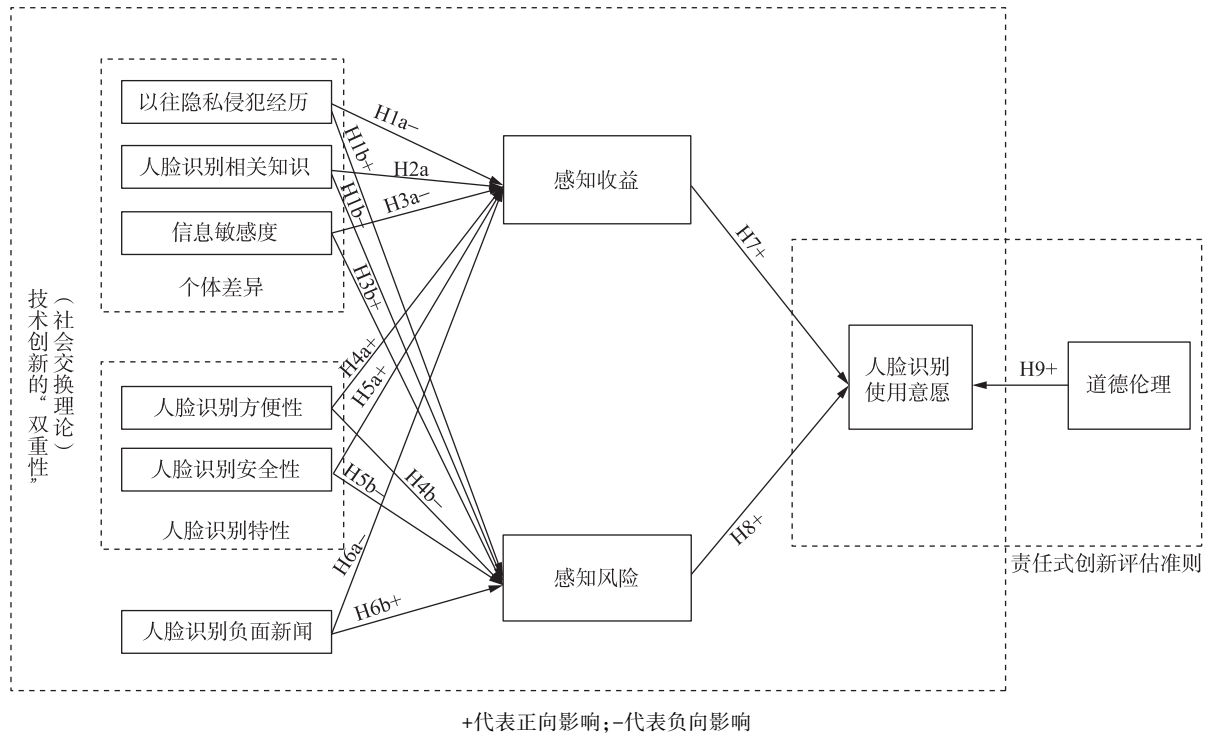 以往隐私侵犯经历
人脸识别相关知识
信息敏感度
个体差异
人脸识别方便性
人脸识别安全性
人脸识别特性
人脸识别负面新闻
技术创新的“双重性”
（社会交换理论）
H1a−
H1b+
H2a
H1b−
H3a−
H3b+
H4a+
H5a+
H4b−
H5b−
H6a−
H6b+
感知收益
感知风险
H7+
H8+
人脸识别
使用意愿
H9+
道德伦理
责任式创新评估准则
+代表正向影响;−代表负向影响